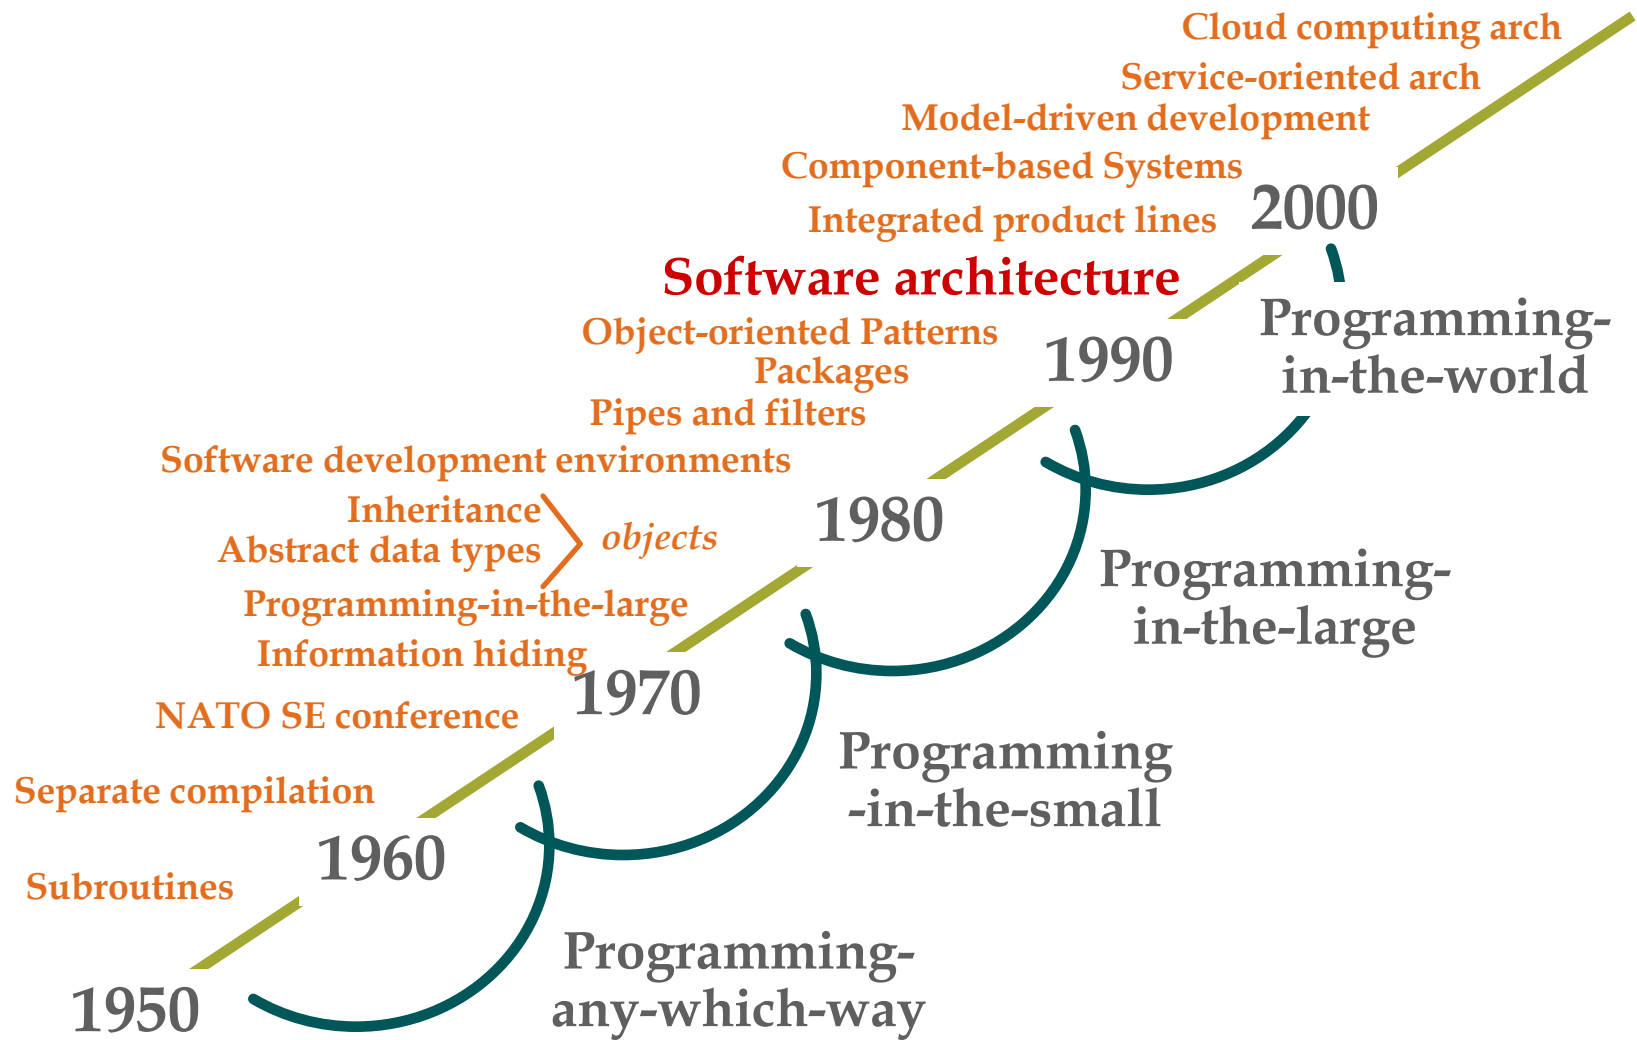 Cloud computing arch
Service-oriented arch
Model-driven development
Component-based Systems
2000
Integrated product lines
Software architecture
Programming-
in-the-world
Object-oriented Patterns
1990
Packages
Pipes and filters
Software development environments
Inheritance
1980
objects
Abstract data types
Programming-
in-the-large
Programming-in-the-large
Information hiding
1970
NATO SE conference
Programming
-in-the-small
Separate compilation
1960
Subroutines
Programming-
any-which-way
1950